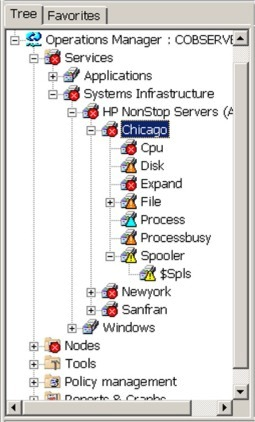 Tree Favorites
Operations Manager : COBSERVE
Services
Applications
Systems Infrastructure
HP NonStop Servers (A
Chicago
Cpu
Disk
Expand
File
Process
Processbusy
Spooler
$Spls
Newyork
Sanfran
Windows
Nodes
Tools
Policy management
Reports & Graphs